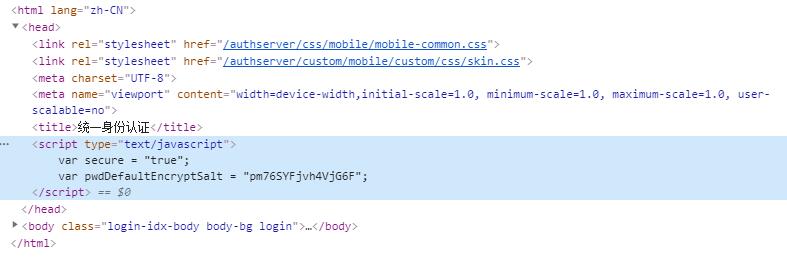 <html lang="zh-CN">
▼<head>
<link rel="stylesheet" href="/authserver/css/mobile/mobile-common.css">
<link rel="stylesheet" href="/authserver/custom/mobile/custom/css/skin.css">
<meta charset="UTF-8">
<meta name="viewport" content="width=device-width,initial-scale=1.0, minimum-scale=1.0, maximum-scale=1.0, user-
scalable=no">
<title>统一身份认证</title>
… <script type="text/javascript">
var secure = "true";
var pwdDefaultEncryptSalt = "pm76SYFjvh4VjG6F";
</script> == $0
</head>
▶<body class="login-idx-body body-bg login">…</body>
</html>